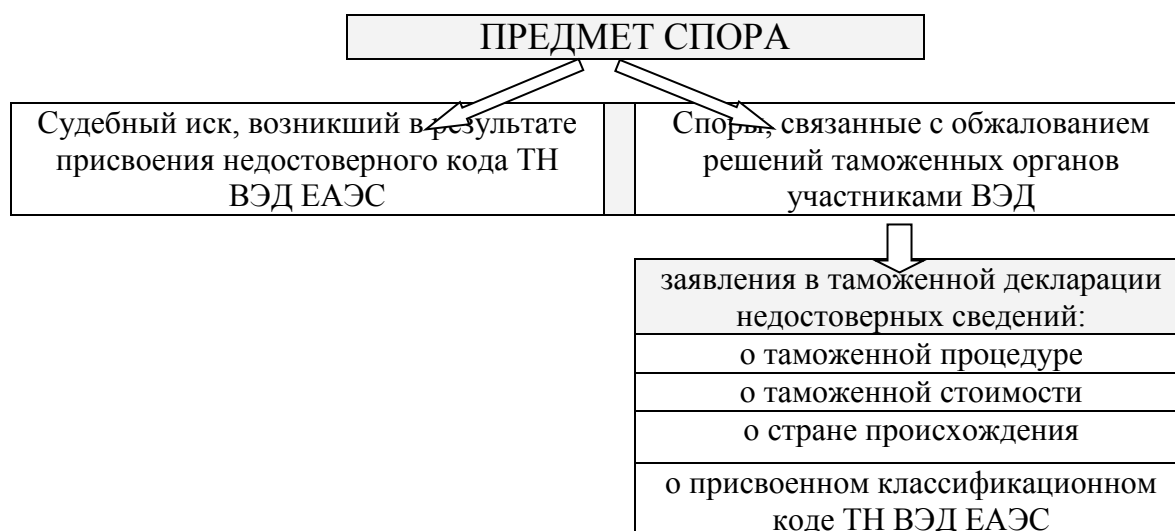 ПРЕДМЕТ СПОРА
Судебный иск, возникший в результате
присвоения недостоверного кода ТН
ВЭД ЕАЭС
Споры, связанные с обжалованием
решений таможенных органов
участниками ВЭД
заявления в таможенной декларации
недостоверных сведений:
о таможенной процедуре
о таможенной стоимости
о стране происхождения
о присвоенном классификационном
коде ТН ВЭД ЕАЭС